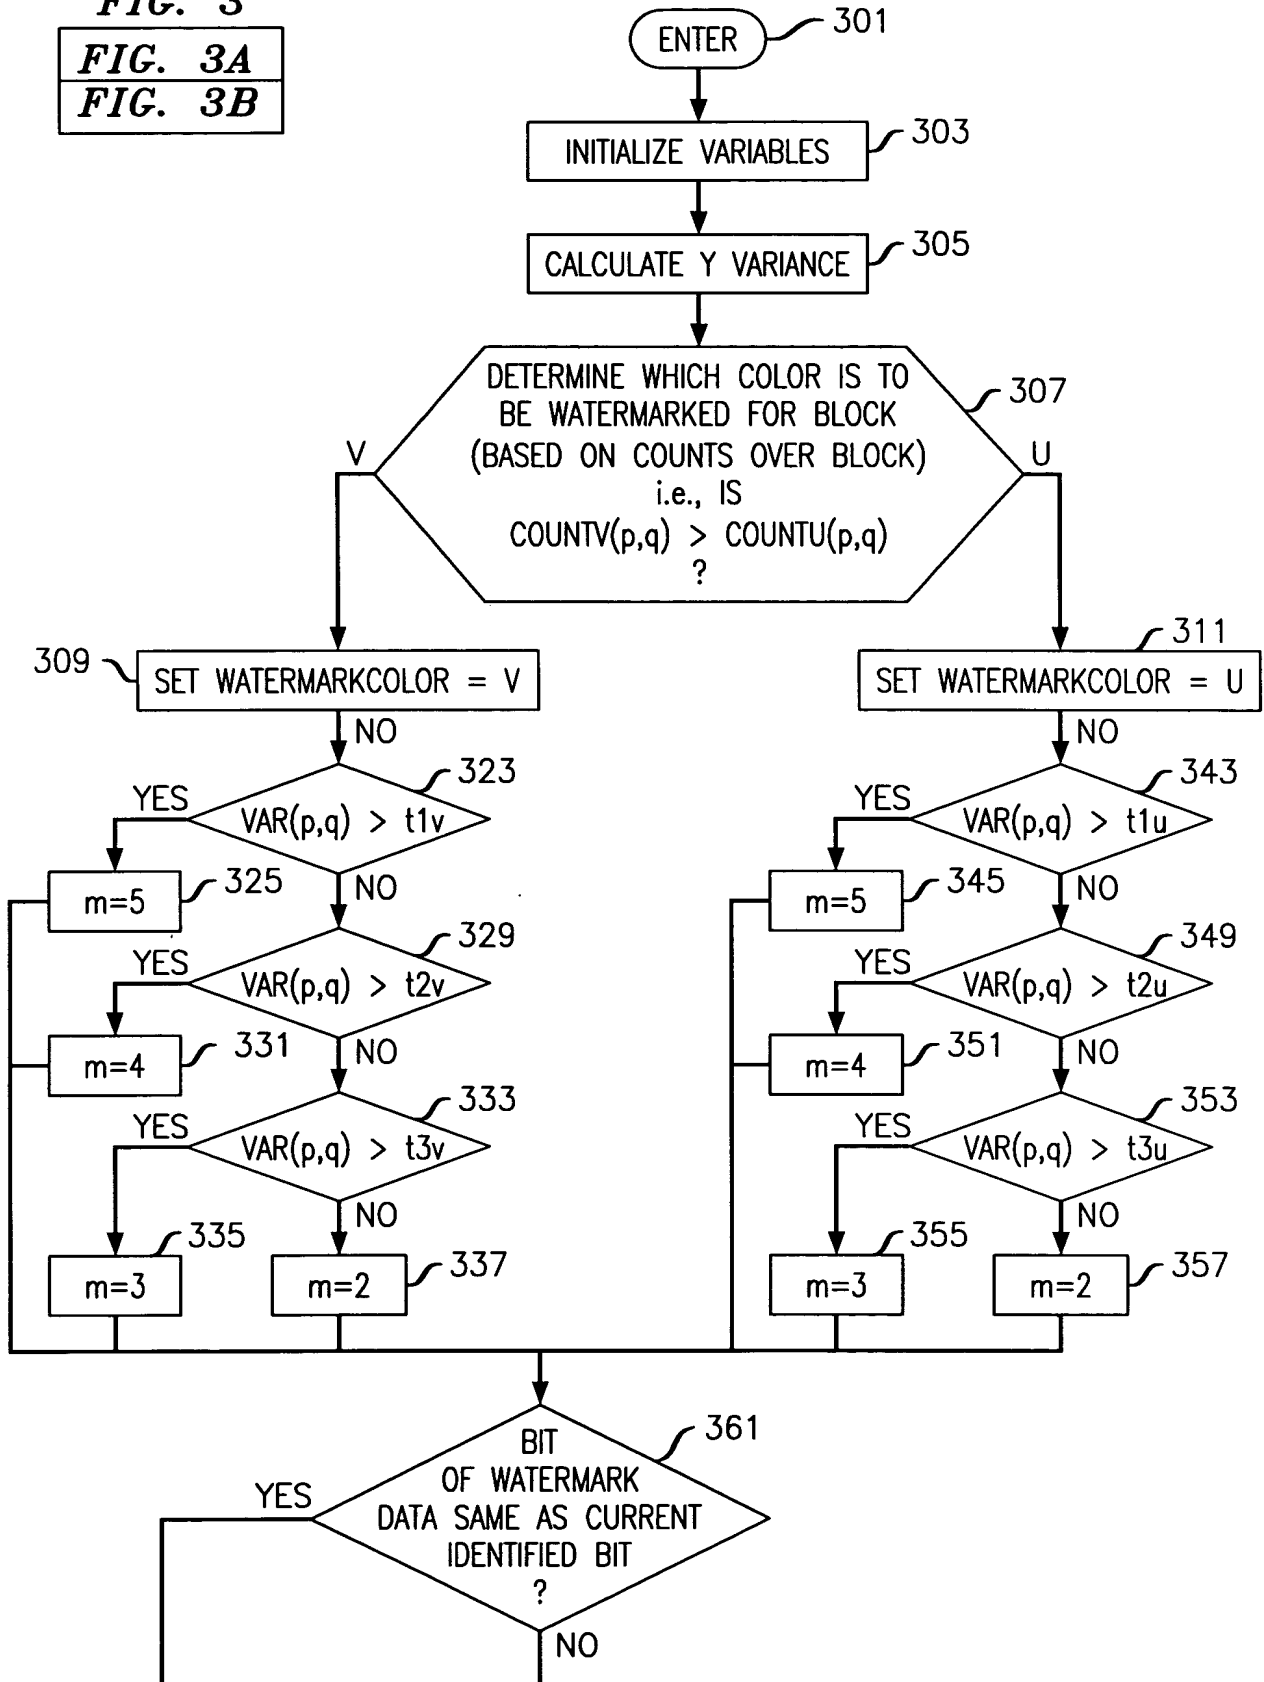 FIG. 3
FIG. 3A
FIG. 3B
ENTER
301
INITIALIZE VARIABLES
303
CALCULATE Y VARIANCE
305
DETERMINE WHICH COLOR IS TO
BE WATERMARKED FOR BLOCK
(BASED ON COUNTS OVER BLOCK)
i.e., IS
COUNTV(p,q) > COUNTU(p,q)
?
307
V
U
309
SET WATERMARKCOLOR = V
311
SET WATERMARKCOLOR = U
NO
NO
323
YES
VAR(p,q) > t1v
343
YES
VAR(p,q) > t1u
m=5
325
NO
m=5
345
NO
329
YES
VAR(p,q) > t2v
349
YES
VAR(p,q) > t2u
m=4
331
NO
m=4
351
NO
333
YES
VAR(p,q) > t3v
353
YES
VAR(p,q) > t3u
NO
NO
335
m=3
m=2
337
355
m=3
m=2
357
361
BIT
OF WATERMARK
DATA SAME AS CURRENT
IDENTIFIED BIT
?
YES
NO